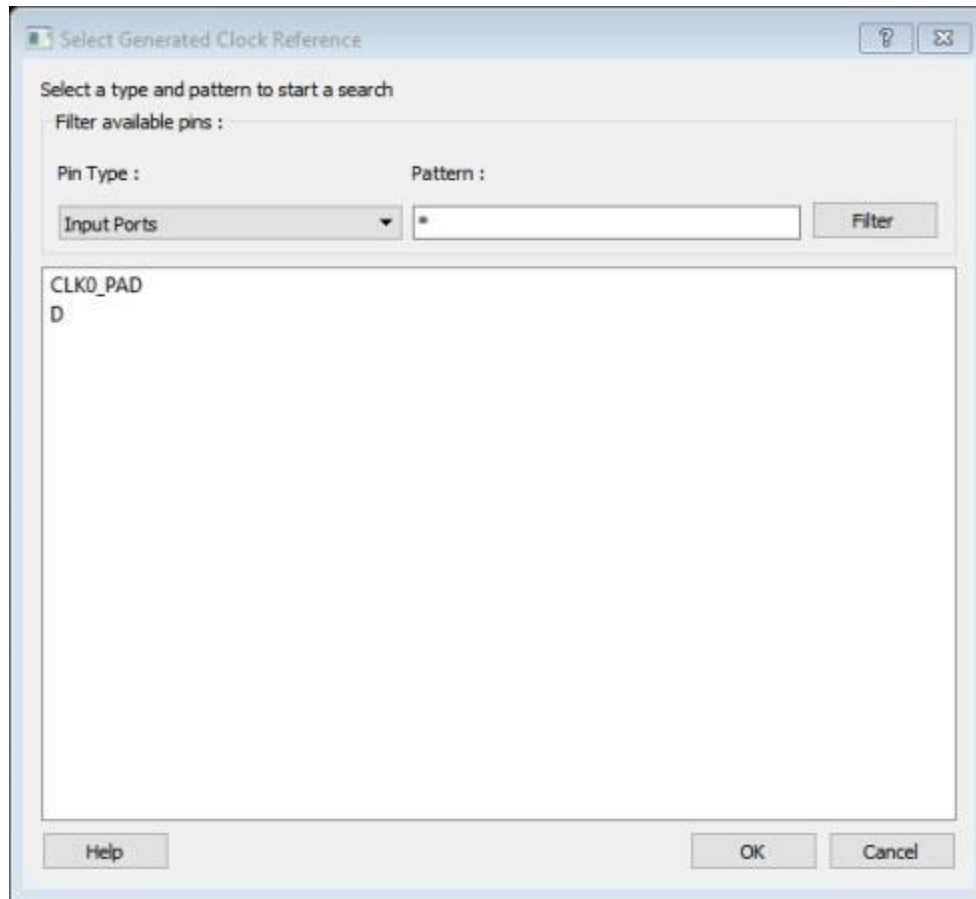 Select Generated Clock Reference
Select a type and pattern to start a search
Filter available pins :
Pin Type :
Pattern :
Input Ports
*
Filter
CLK0_PAD
D
Help
OK
Cancel